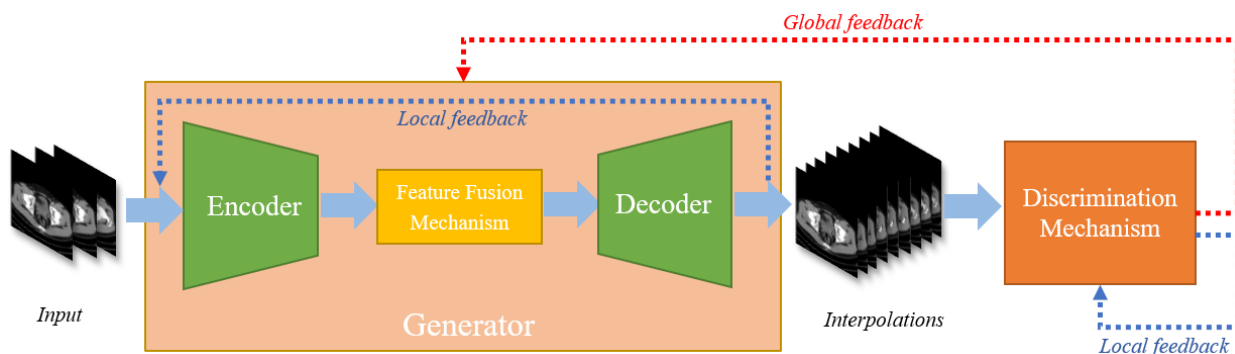 Global feedback
Local feedback
Encoder
Feature Fusion
Mechanism
Decoder
Discrimination
Mechanism
Input
Generator
Interpolations
Local feedback